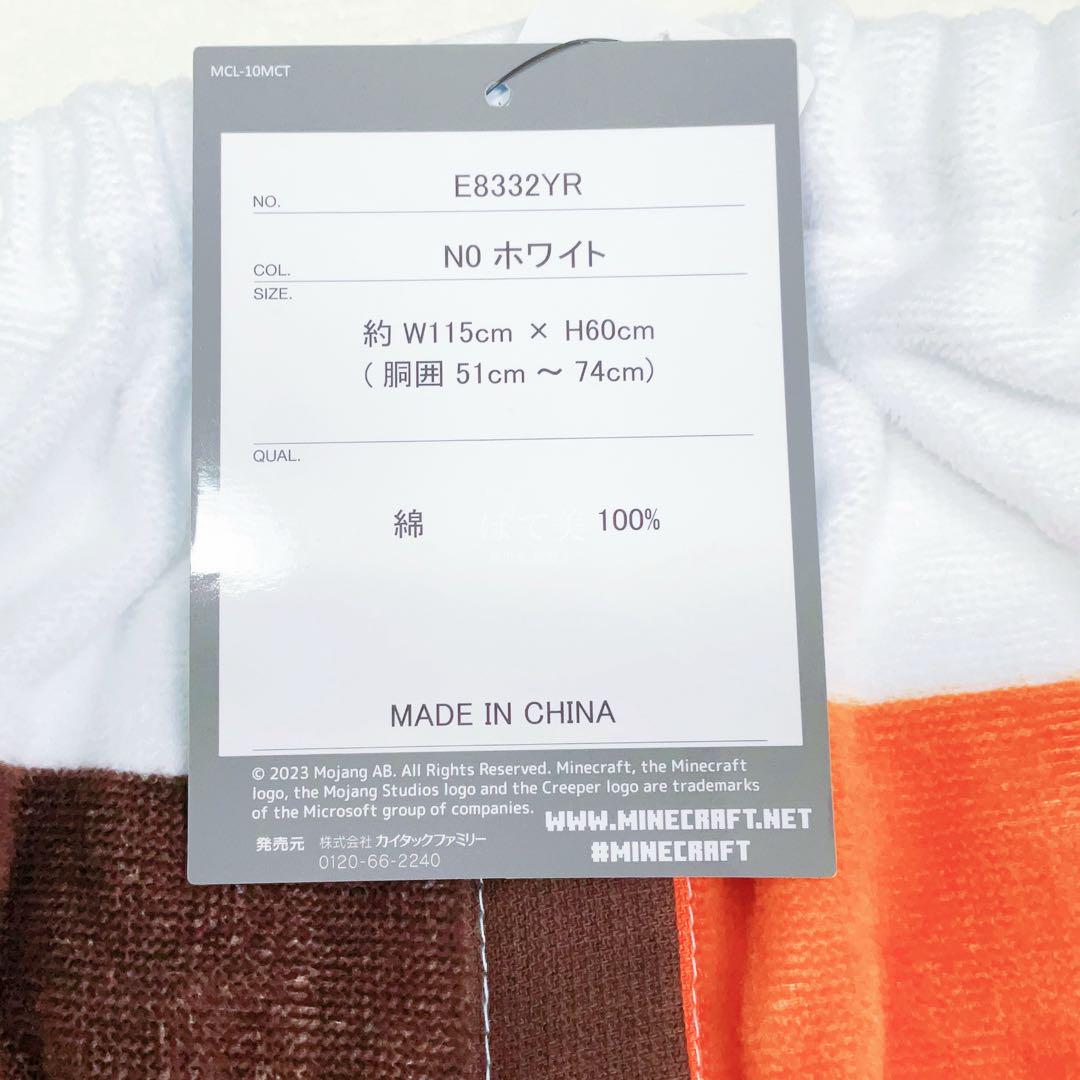 MCL-10MCT
NO. E8332YR
COL. N0 ホワイト
SIZE.
約 W115cm × H60cm
( 胴囲 51cm ～ 74cm)
QUAL.
綿 100%
MADE IN CHINA
© 2023 Mojang AB. All Rights Reserved. Minecraft, the Minecraft
logo, the Mojang Studios logo and the Creeper logo are trademarks
of the Microsoft group of companies.
WWW.MINECRAFT.NET
#MINECRAFT
発売元 株式会社 カイタックファミリー
0120-66-2240